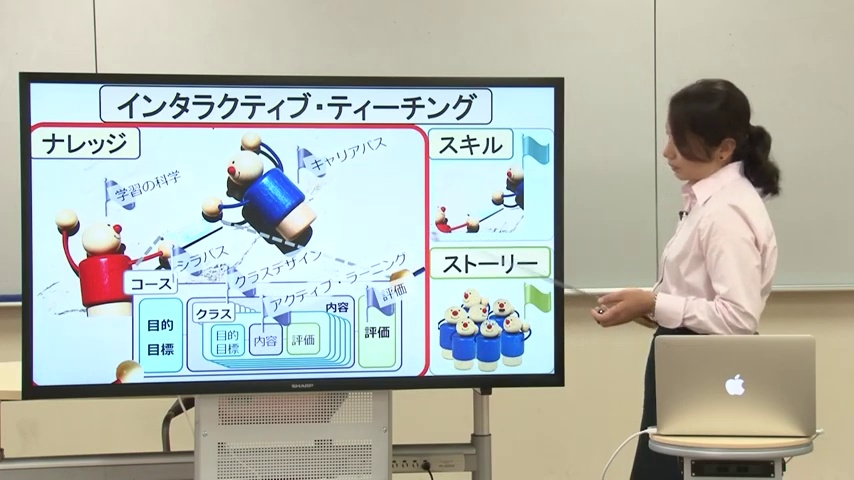 インタラクティブ・ティーチング
ナレッジ
スキル
キャリアパス
学習の科学
シラバス
クラスデザイン
アクティブ・ラーニング
評価
ストーリー
コース
目的
目標
クラス
内容
目的
目標
内容
評価
評価
SHARP